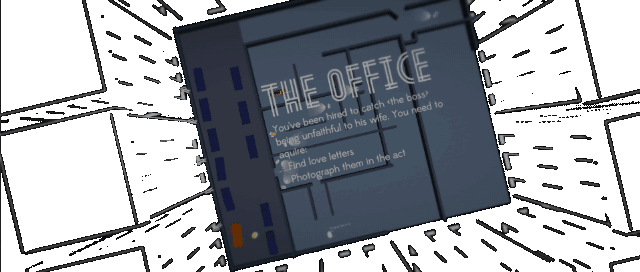 THE OFFICE
You've been hired to catch 'the boss'
being unfaithful to his wife. You need to
aquire:
Find love letters
Photograph them in the act